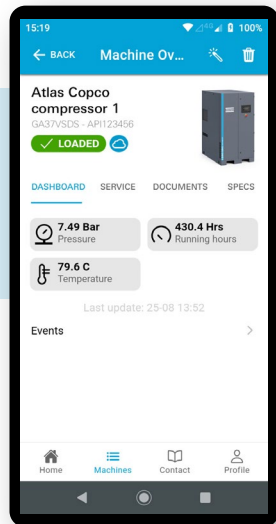 15:19
4G
100%
BACK
Machine Ov...
Atlas Copco
compressor 1
GA37VSDS - API123456
LOADED
DASHBOARD SERVICE DOCUMENTS SPECS
7.49 Bar
Pressure
430.4 Hrs
Running hours
79.6 C
Temperature
Last update: 25-08 13:52
Events
Home Machines Contact Profile